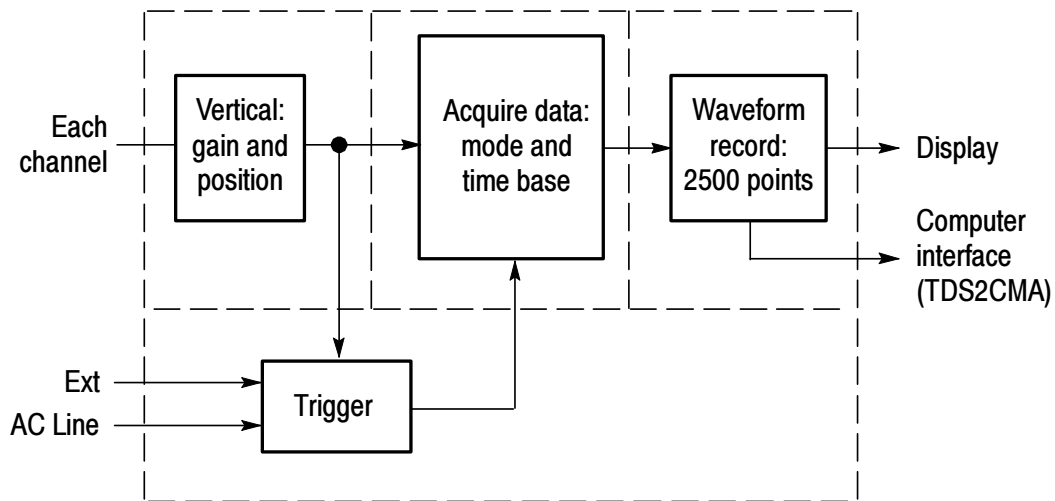 Each
channel
Vertical:
gain and
position
Acquire data:
mode and
time base
Waveform
record:
2500 points
Display
Computer
interface
(TDS2CMA)
Ext
AC Line
Trigger